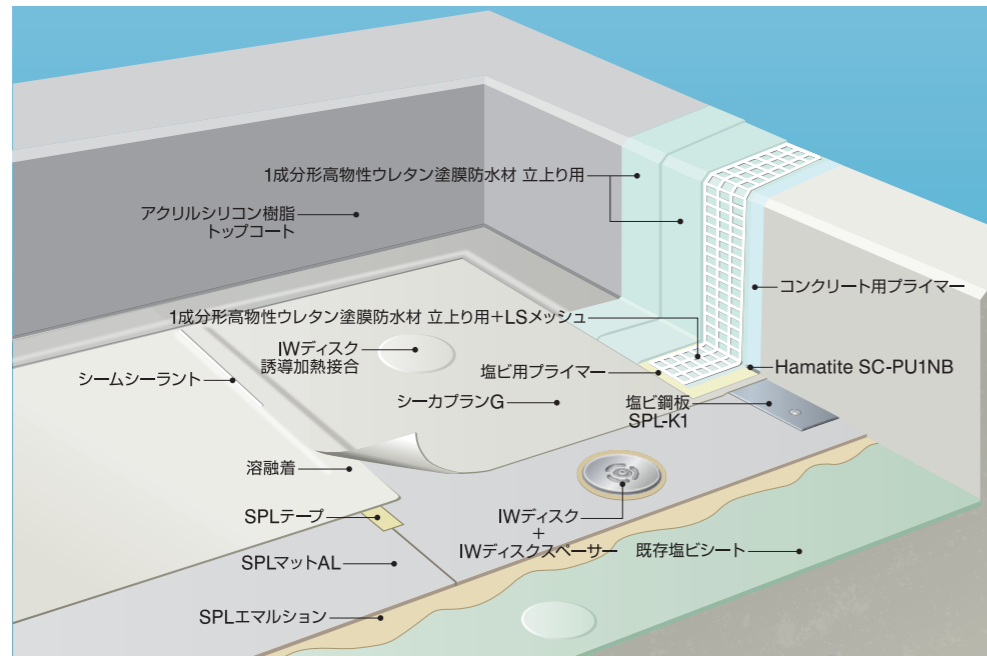 1成分形高物性ウレタン塗膜防水材 立上り用
アクリルシリコン樹脂
トップコート
コンクリート用プライマー
1成分形高物性ウレタン塗膜防水材 立上り用+LSメッシュ
IWディスク
誘導加熱接合
シームシーラント
塩ビ用プライマー
Hamatite SC-PU1NB
シーカプランG
塩ビ鋼板
SPL-K1
溶融着
SPLテープ
IWディスク
+
IWディスクスペーサー
既存塩ビシート
SPLマットAL
SPLエマルション